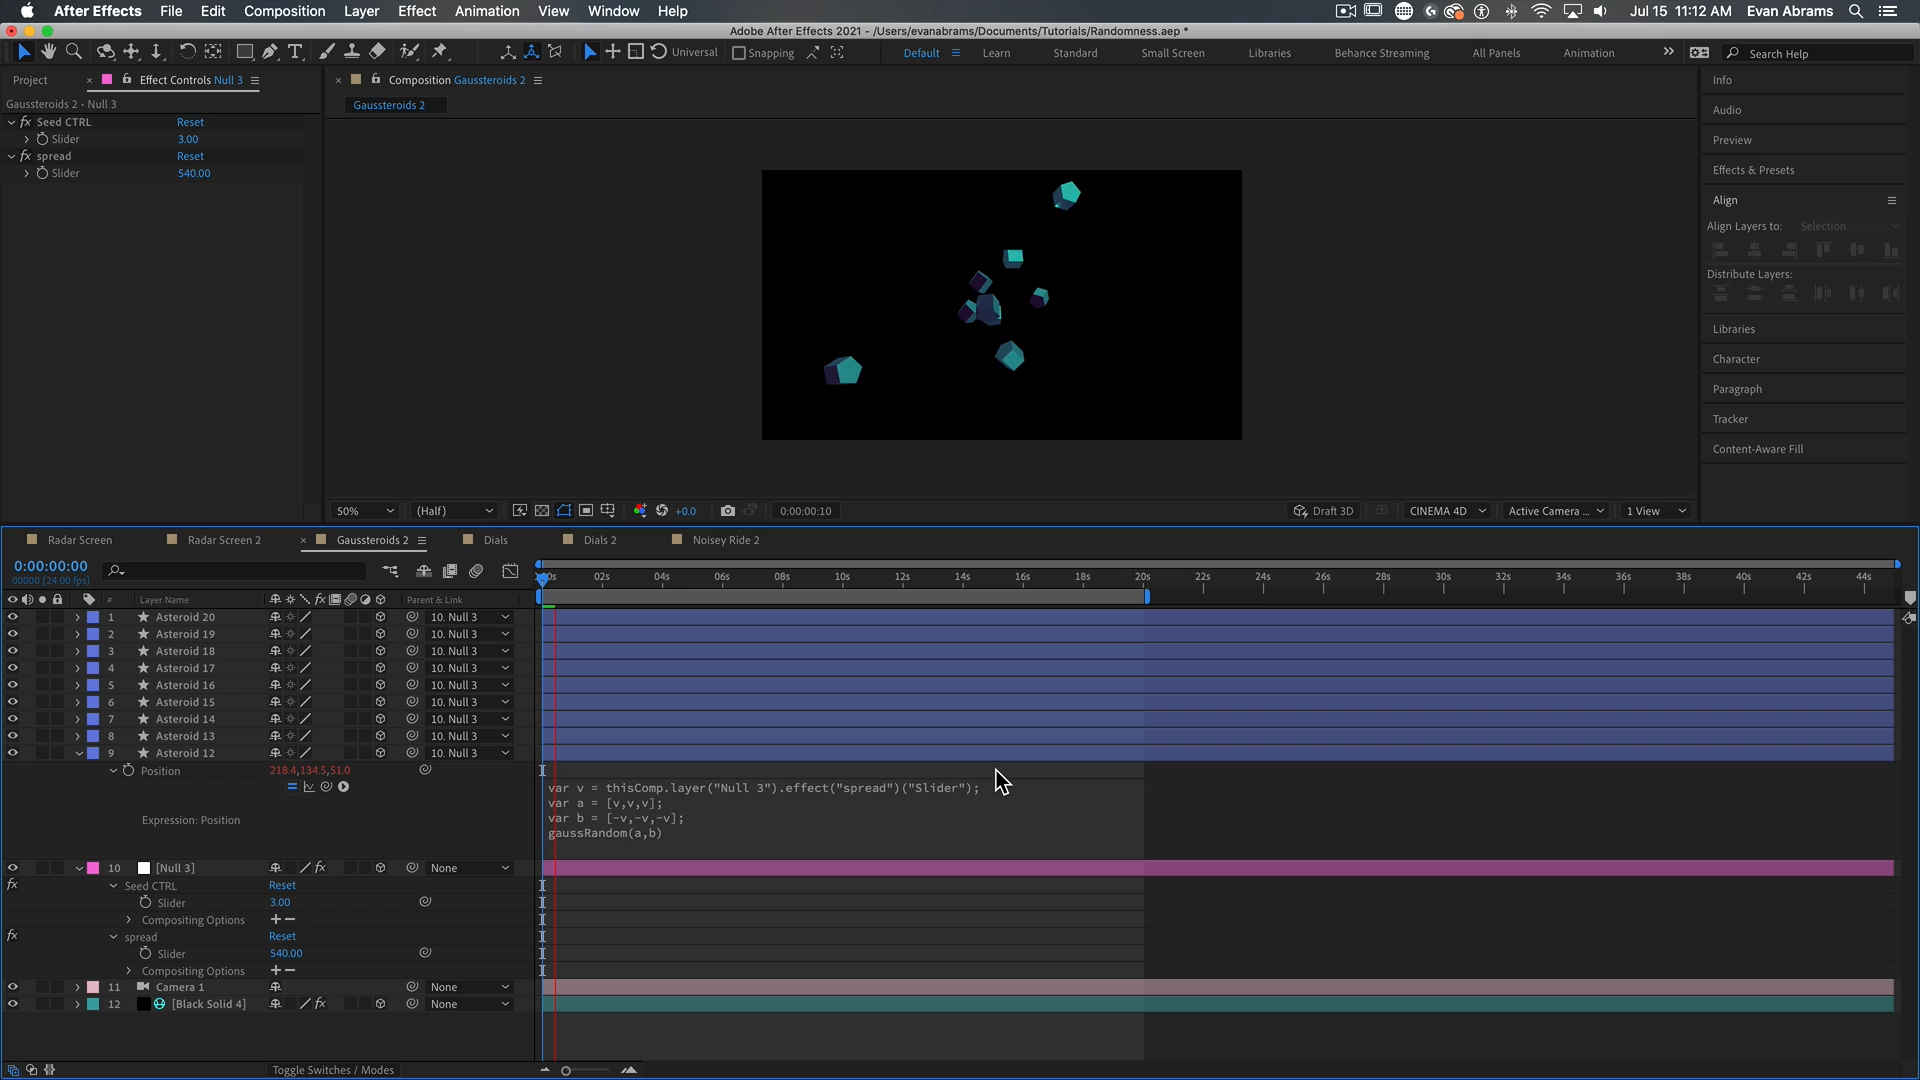 After Effects File Edit Composition Layer Effect Animation View Window Help Jul 15 11:12 AM Evan Abrams
Adobe After Effects 2021 - /Users/evanabrams/Documents/Tutorials/Randomness.aep *
Universal Snapping Default Learn Standard Small Screen Libraries Behance Streaming All Panels Animation Search Help
Project Effect Controls Null 3
Composition Gaussteroids 2
Gaussteroids 2 • Null 3
Gaussteroids 2
fx Seed CTRL Reset
Slider 3.00
fx spread Reset
Slider 540.00
Info
Audio
Preview
Effects & Presets
Align
Align Layers to: Selection
Distribute Layers:
Libraries
Character
Paragraph
Tracker
Content-Aware Fill
50% (Half) +0.0 0:00:00:10 Draft 3D CINEMA 4D Active Camera ... 1 View
Radar Screen Radar Screen 2 Gaussteroids 2 Dials Dials 2 Noisey Ride 2
0:00:00:00
00000 (24.00 fps)
02s 04s 06s 08s 10s 12s 14s 16s 18s 20s 22s 24s 26s 28s 30s 32s 34s 36s 38s 40s 42s 44s
# Layer Name fx Parent & Link
1 Asteroid 20 10. Null 3
2 Asteroid 19 10. Null 3
3 Asteroid 18 10. Null 3
4 Asteroid 17 10. Null 3
5 Asteroid 16 10. Null 3
6 Asteroid 15 10. Null 3
7 Asteroid 14 10. Null 3
8 Asteroid 13 10. Null 3
9 Asteroid 12 10. Null 3
Position 218.4,134.5,51.0
Expression: Position
var v = thisComp.layer("Null 3").effect("spread")("Slider");
var a = [v,v,v];
var b = [-v,-v,-v];
gaussRandom(a,b)
10 [Null 3] fx None
fx Seed CTRL Reset
Slider 3.00
Compositing Options + −
fx spread Reset
Slider 540.00
Compositing Options + −
11 Camera 1 None
12 [Black Solid 4] fx None
Toggle Switches / Modes